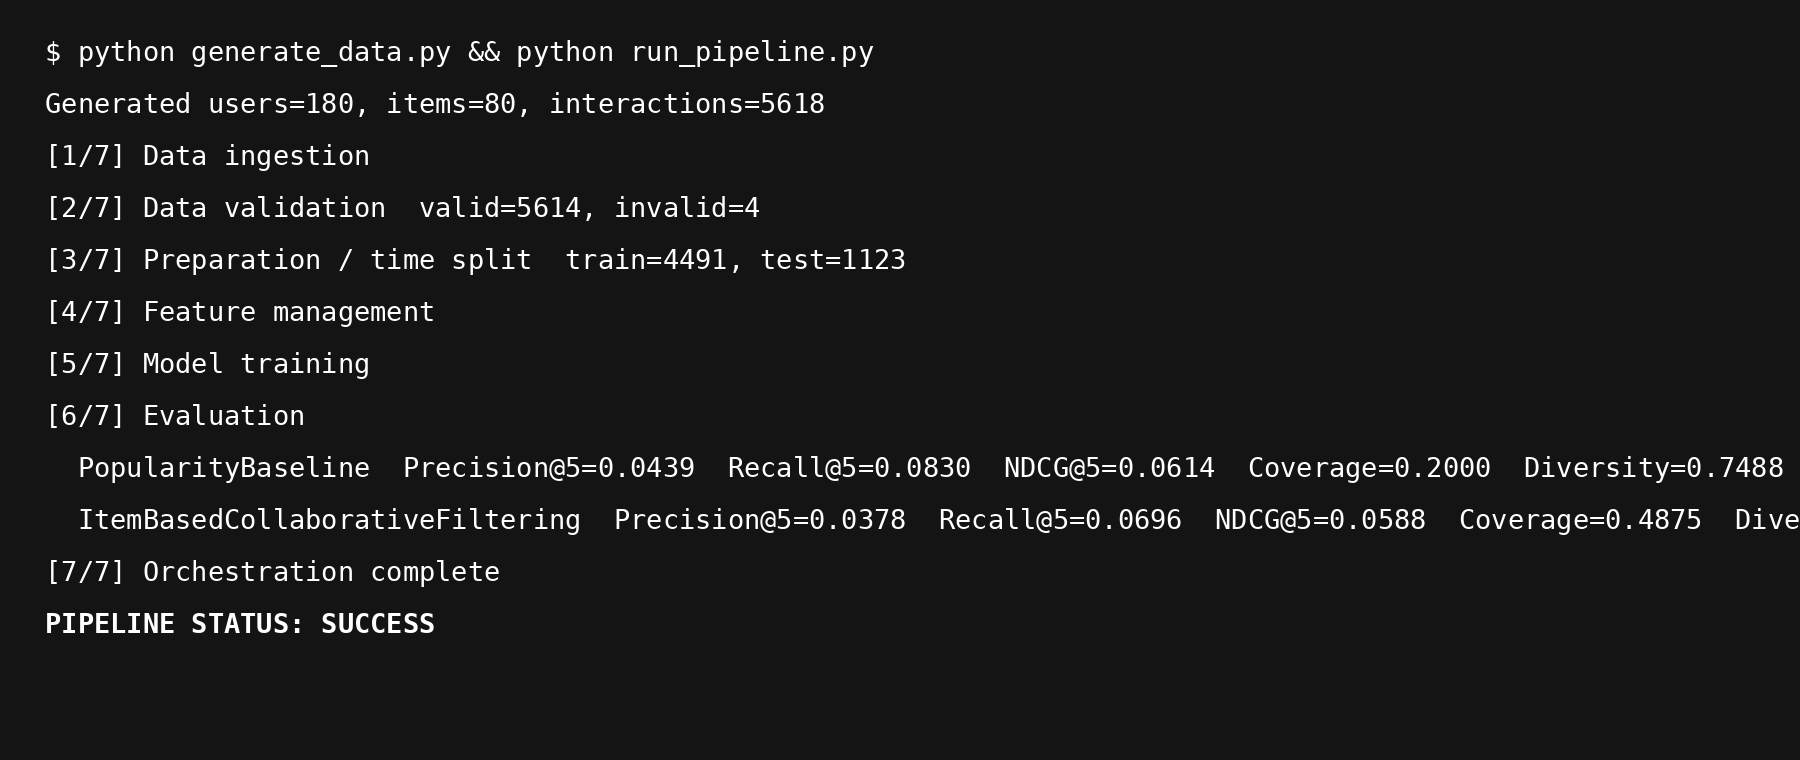 $ python generate_data.py && python run_pipeline.py
Generated users=180, items=80, interactions=5618
[1/7] Data ingestion
[2/7] Data validation  valid=5614, invalid=4
[3/7] Preparation / time split  train=4491, test=1123
[4/7] Feature management
[5/7] Model training
[6/7] Evaluation
  PopularityBaseline  Precision@5=0.0439  Recall@5=0.0830  NDCG@5=0.0614  Coverage=0.2000  Diversity=0.7488
  ItemBasedCollaborativeFiltering  Precision@5=0.0378  Recall@5=0.0696  NDCG@5=0.0588  Coverage=0.4875  Dive
[7/7] Orchestration complete
PIPELINE STATUS: SUCCESS